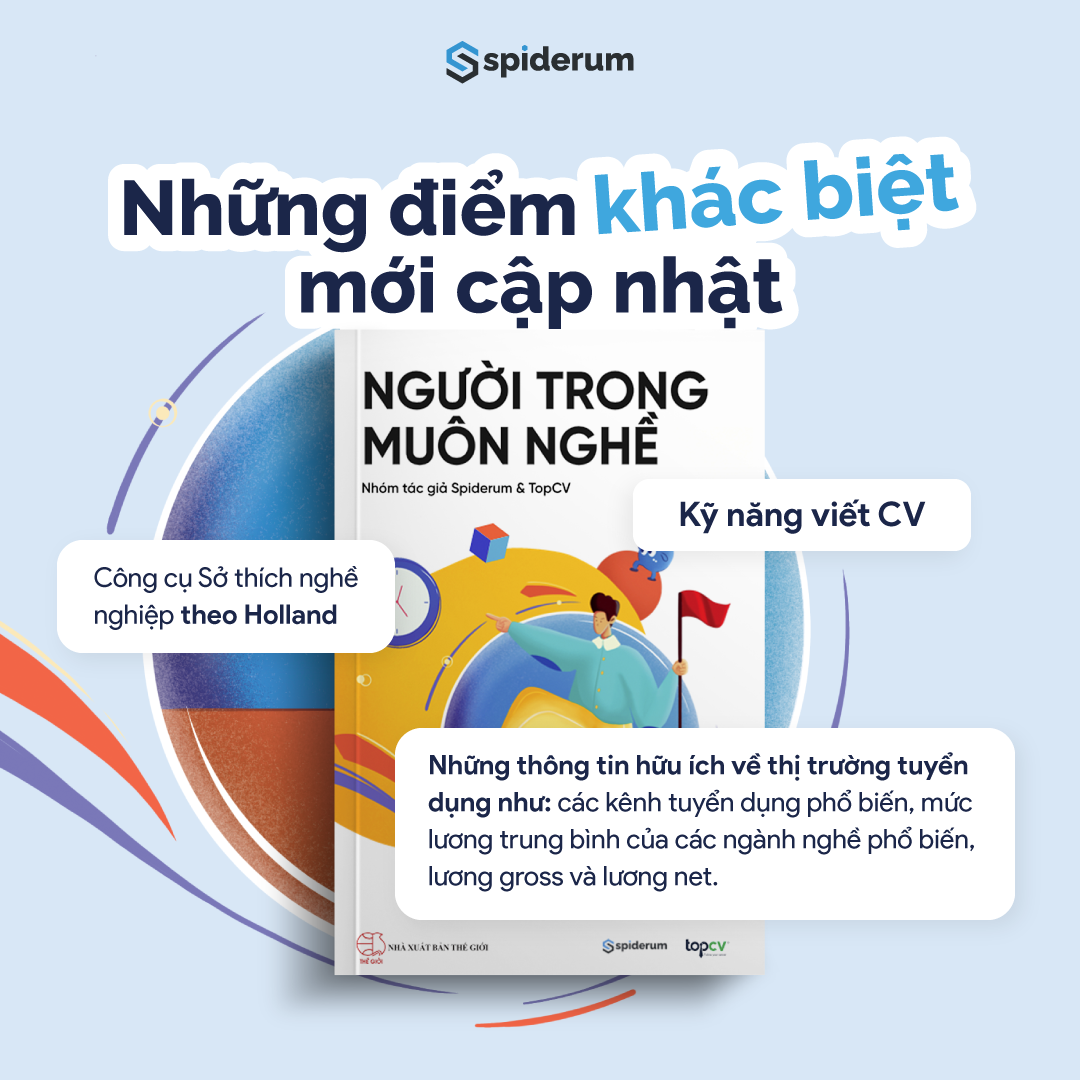 spiderum
Những điểm khác biệt
mới cập nhật
NGƯỜI TRONG
MUÔN NGHỀ
Nhóm tác giả Spiderum & TopCV
Kỹ năng viết CV
Công cụ Sở thích nghề
nghiệp theo Holland
Những thông tin hữu ích về thị trường tuyển
dụng như: các kênh tuyển dụng phổ biến, mức
lương trung bình của các ngành nghề phổ biến,
lương gross và lương net.
THẾ GIỚI
NHÀ XUẤT BẢN THẾ GIỚI
spiderum
topcv